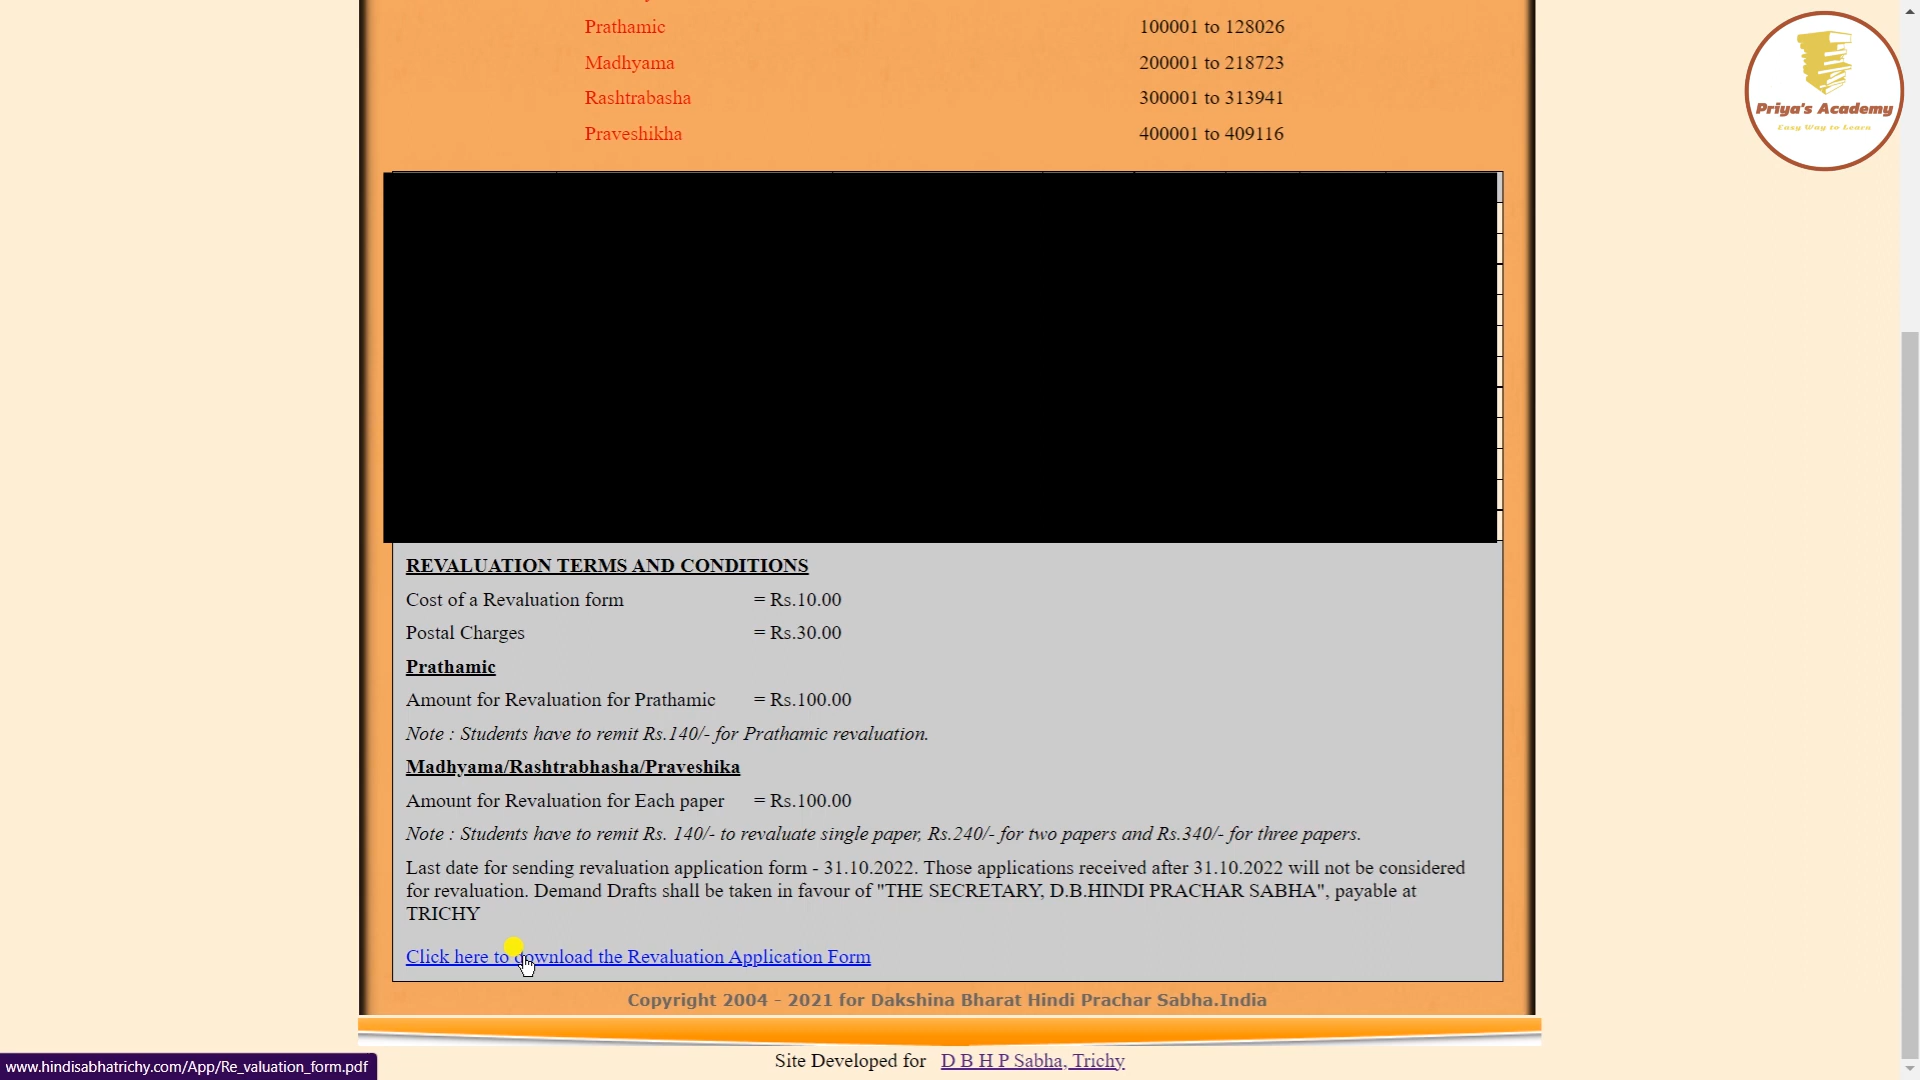 Prathamic 100001 to 128026
Madhyama 200001 to 218723
Rashtrabasha 300001 to 313941
Praveshikha 400001 to 409116
Priya's Academy
Easy Way to Learn
REVALUATION TERMS AND CONDITIONS
Cost of a Revaluation form = Rs.10.00
Postal Charges = Rs.30.00
Prathamic
Amount for Revaluation for Prathamic = Rs.100.00
Note : Students have to remit Rs.140/- for Prathamic revaluation.
Madhyama/Rashtrabhasha/Praveshika
Amount for Revaluation for Each paper = Rs.100.00
Note : Students have to remit Rs. 140/- to revaluate single paper, Rs.240/- for two papers and Rs.340/- for three papers.
Last date for sending revaluation application form - 31.10.2022. Those applications received after 31.10.2022 will not be considered
for revaluation. Demand Drafts shall be taken in favour of "THE SECRETARY, D.B.HINDI PRACHAR SABHA", payable at
TRICHY
Click here to download the Revaluation Application Form
Copyright 2004 - 2021 for Dakshina Bharat Hindi Prachar Sabha.India
Site Developed for D B H P Sabha, Trichy
www.hindisabhatrichy.com/App/Re_valuation_form.pdf